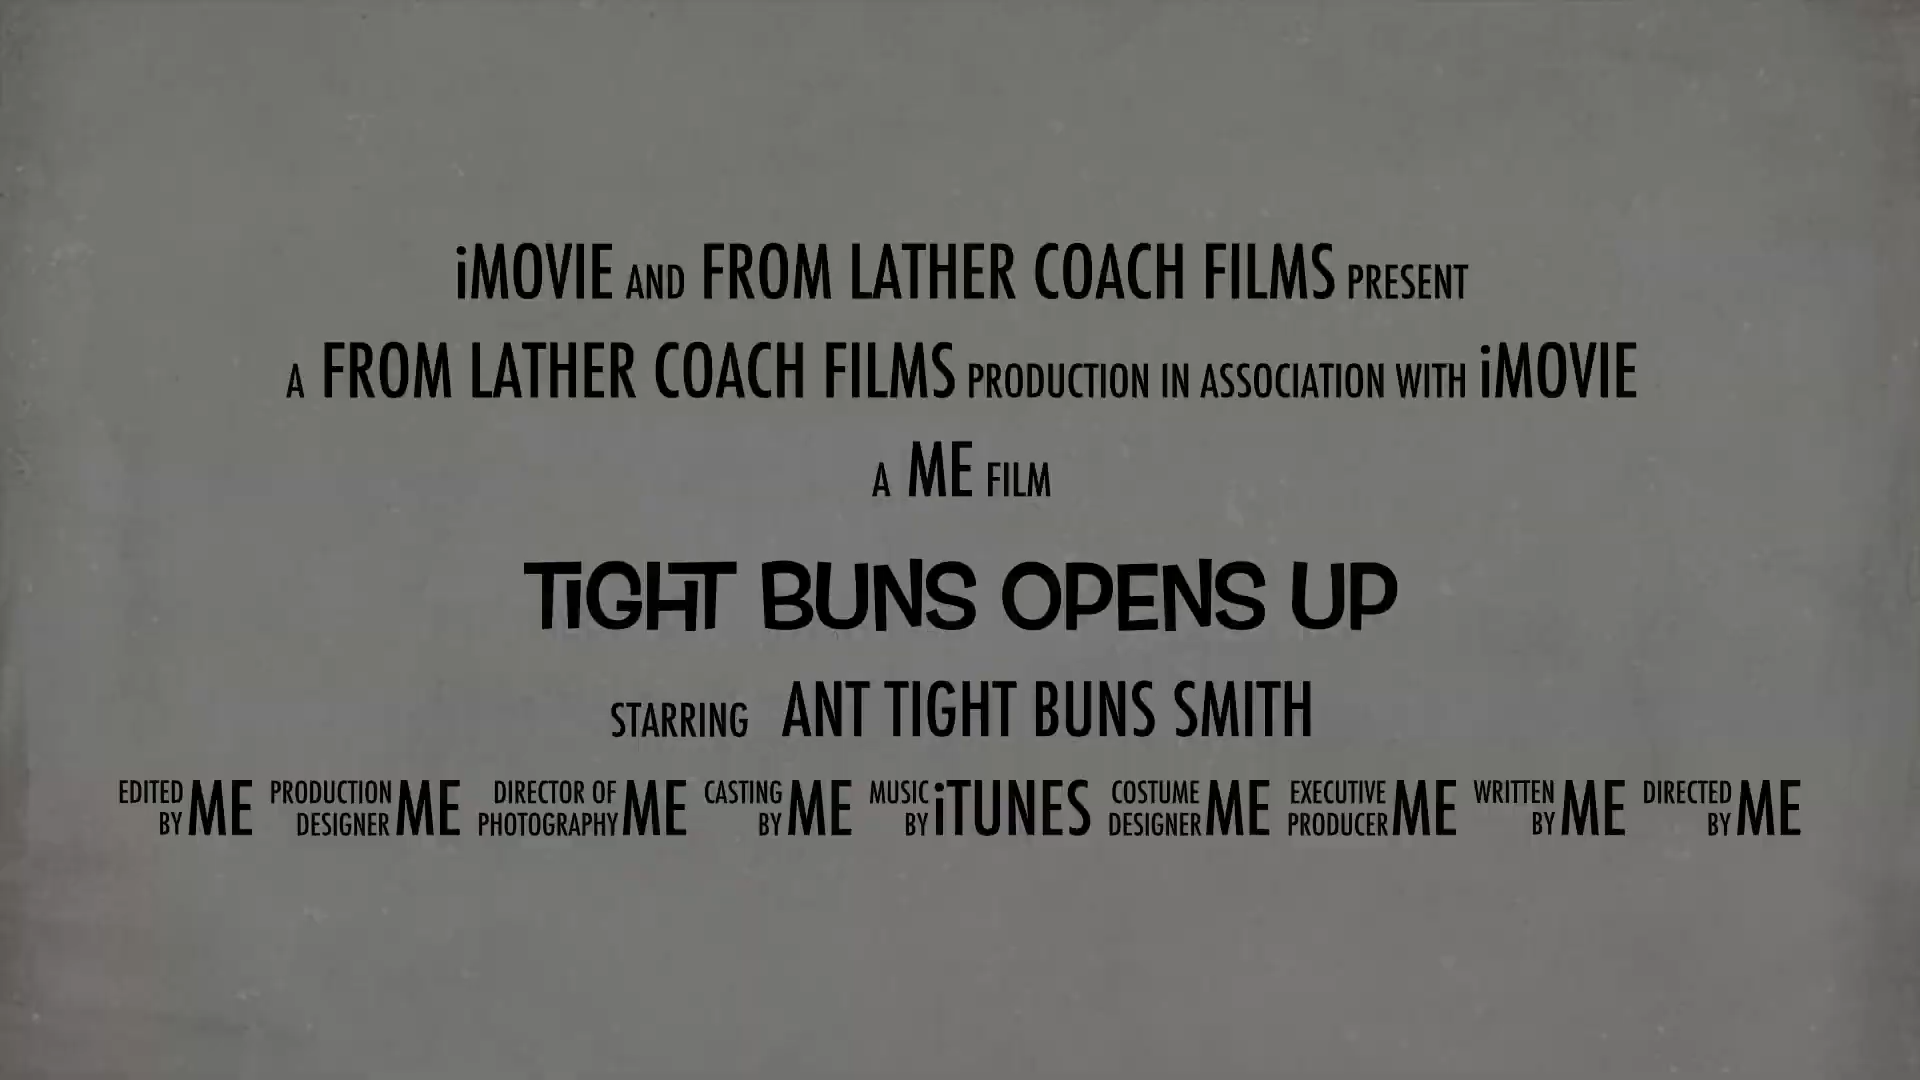 iMOVIE AND FROM LATHER COACH FILMS PRESENT
A FROM LATHER COACH FILMS PRODUCTION IN ASSOCIATION WITH iMOVIE
A ME FILM
TiGHT BUNS OPENS UP
STARRING ANT TIGHT BUNS SMITH
EDITED BY ME PRODUCTION DESIGNER ME DIRECTOR OF PHOTOGRAPHY ME CASTING BY ME MUSIC BY iTUNES COSTUME DESIGNER ME EXECUTIVE PRODUCER ME WRITTEN BY ME DIRECTED BY ME